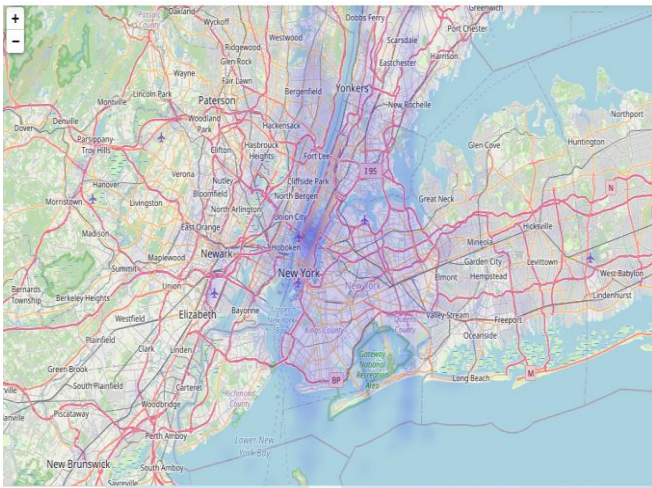 +
−
Oakland
Passaic
County
Wyckoff
Dobbs Ferry
Greenwich
Westwood
Scarsdale
Port Chester
Ridgewood
Eastchester
Harrison
Glen Rock
Wayne
Fair Lawn
Bergenfield
Yonkers
Lincoln Park
Montville
Paterson
New Rochelle
Northport
Denville
Dover
Woodland
Park
Hackensack
Parsippany-
Troy Hills
Clifton
Hasbrouck
Heights
Fort Lee
Glen Cove
Huntington
Verona
Nutley
Cliffside Park
I 95
Hanover
Bloomfield
North Bergen
N
Morristown
Livingston
North Arlington
Great Neck
Union City
East Orange
Hicksville
Madison
Hoboken
Mineola
Maplewood
Newark
Garden City
Levittown
Summit
New York
Elmont
Hempstead
West Babylon
Bernards
Township
Berkeley Heights
Union
New York
Lindenhurst
Elizabeth
Bayonne
Valley Stream
Freeport
Westfield
Kings County
Queens
County
Oceanside
Plainfield
Clark
Linden
Gateway
National
Recreation
Area
Green Brook
South Plainfield
Carteret
BP
Long Beach
M
Richmond
County
Woodbridge
Piscataway
Perth Amboy
Lower New
York Bay
New Brunswick
South Amboy
Sayreville